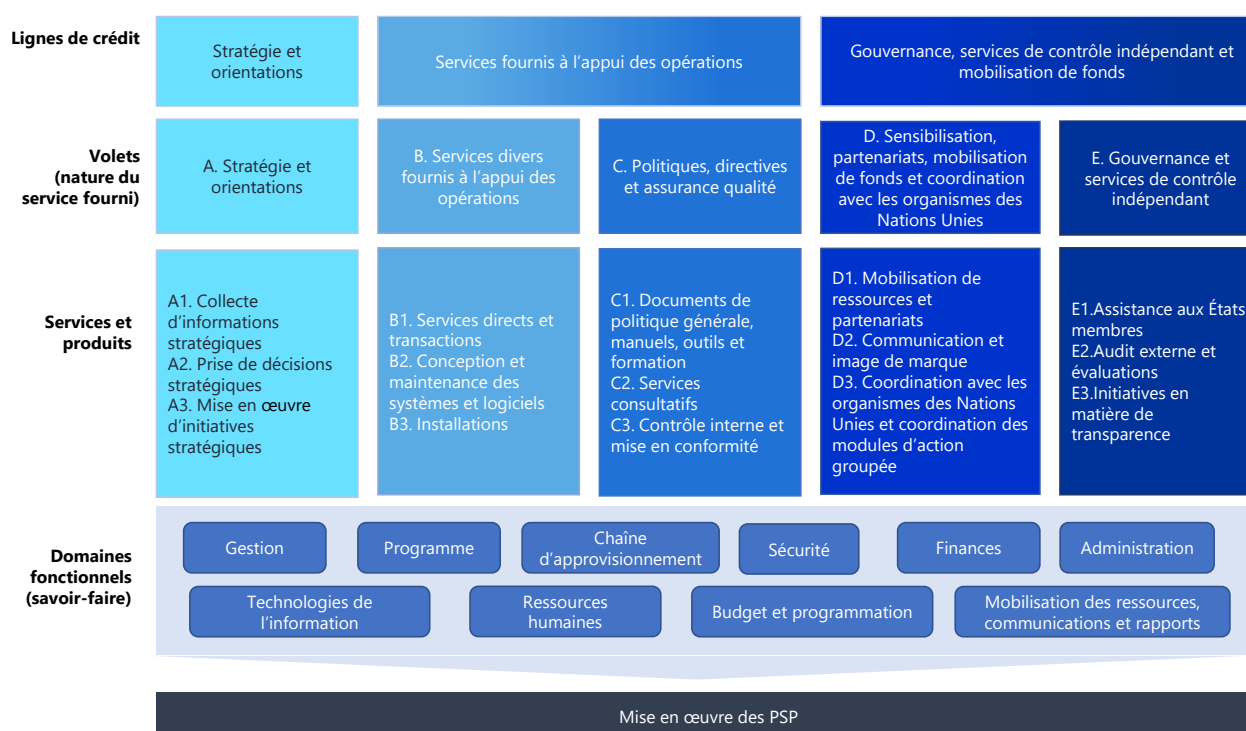 Lignes de crédit
Stratégie et
orientations
Services fournis à l’appui des opérations
Gouvernance, services de contrôle indépendant et
mobilisation de fonds
Volets
(nature du
service fourni)
A. Stratégie et
orientations
B. Services divers
fournis à l’appui des
opérations
C. Politiques, directives
et assurance qualité
D. Sensibilisation,
partenariats, mobilisation
de fonds et coordination
avec les organismes des
Nations Unies
E. Gouvernance et
services de contrôle
indépendant
Services et
produits
A1. Collecte
d’informations
stratégiques
A2. Prise de décisions
stratégiques
A3. Mise en œuvre
d’initiatives
stratégiques
B1. Services directs et
transactions
B2. Conception et
maintenance des
systèmes et logiciels
B3. Installations
C1. Documents de
politique générale,
manuels, outils et
formation
C2. Services
consultatifs
C3. Contrôle interne et
mise en conformité
D1. Mobilisation de
ressources et
partenariats
D2. Communication et
image de marque
D3. Coordination avec les
organismes des Nations
Unies et coordination des
modules d’action
groupée
E1.Assistance aux États
membres
E2.Audit externe et
évaluations
E3.Initiatives en
matière de
transparence
Domaines
fonctionnels
(savoir-faire)
Gestion
Programme
Chaîne
d’approvisionnement
Sécurité
Finances
Administration
Technologies de
l’information
Ressources
humaines
Budget et programmation
Mobilisation des ressources,
communications et rapports
Mise en œuvre des PSP